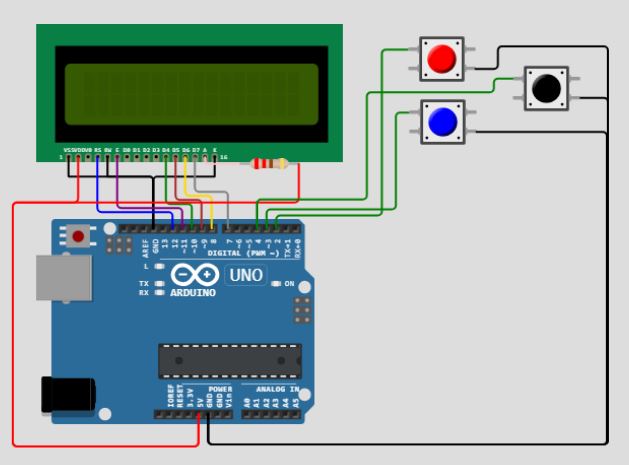 1 VSS VDD V0 RS RW E D0 D1 D2 D3 D4 D5 D6 D7 A K 16
AREF GND 13 12 ~11 ~10 ~9 8 7 ~6 ~5 4 ~3 2 TX→1 RX←0
DIGITAL (PWM ~)
L
TX
RX
UNO
ON
ARDUINO
IOREF RESET 3.3V 5V GND GND Vin A0 A1 A2 A3 A4 A5
POWER ANALOG IN